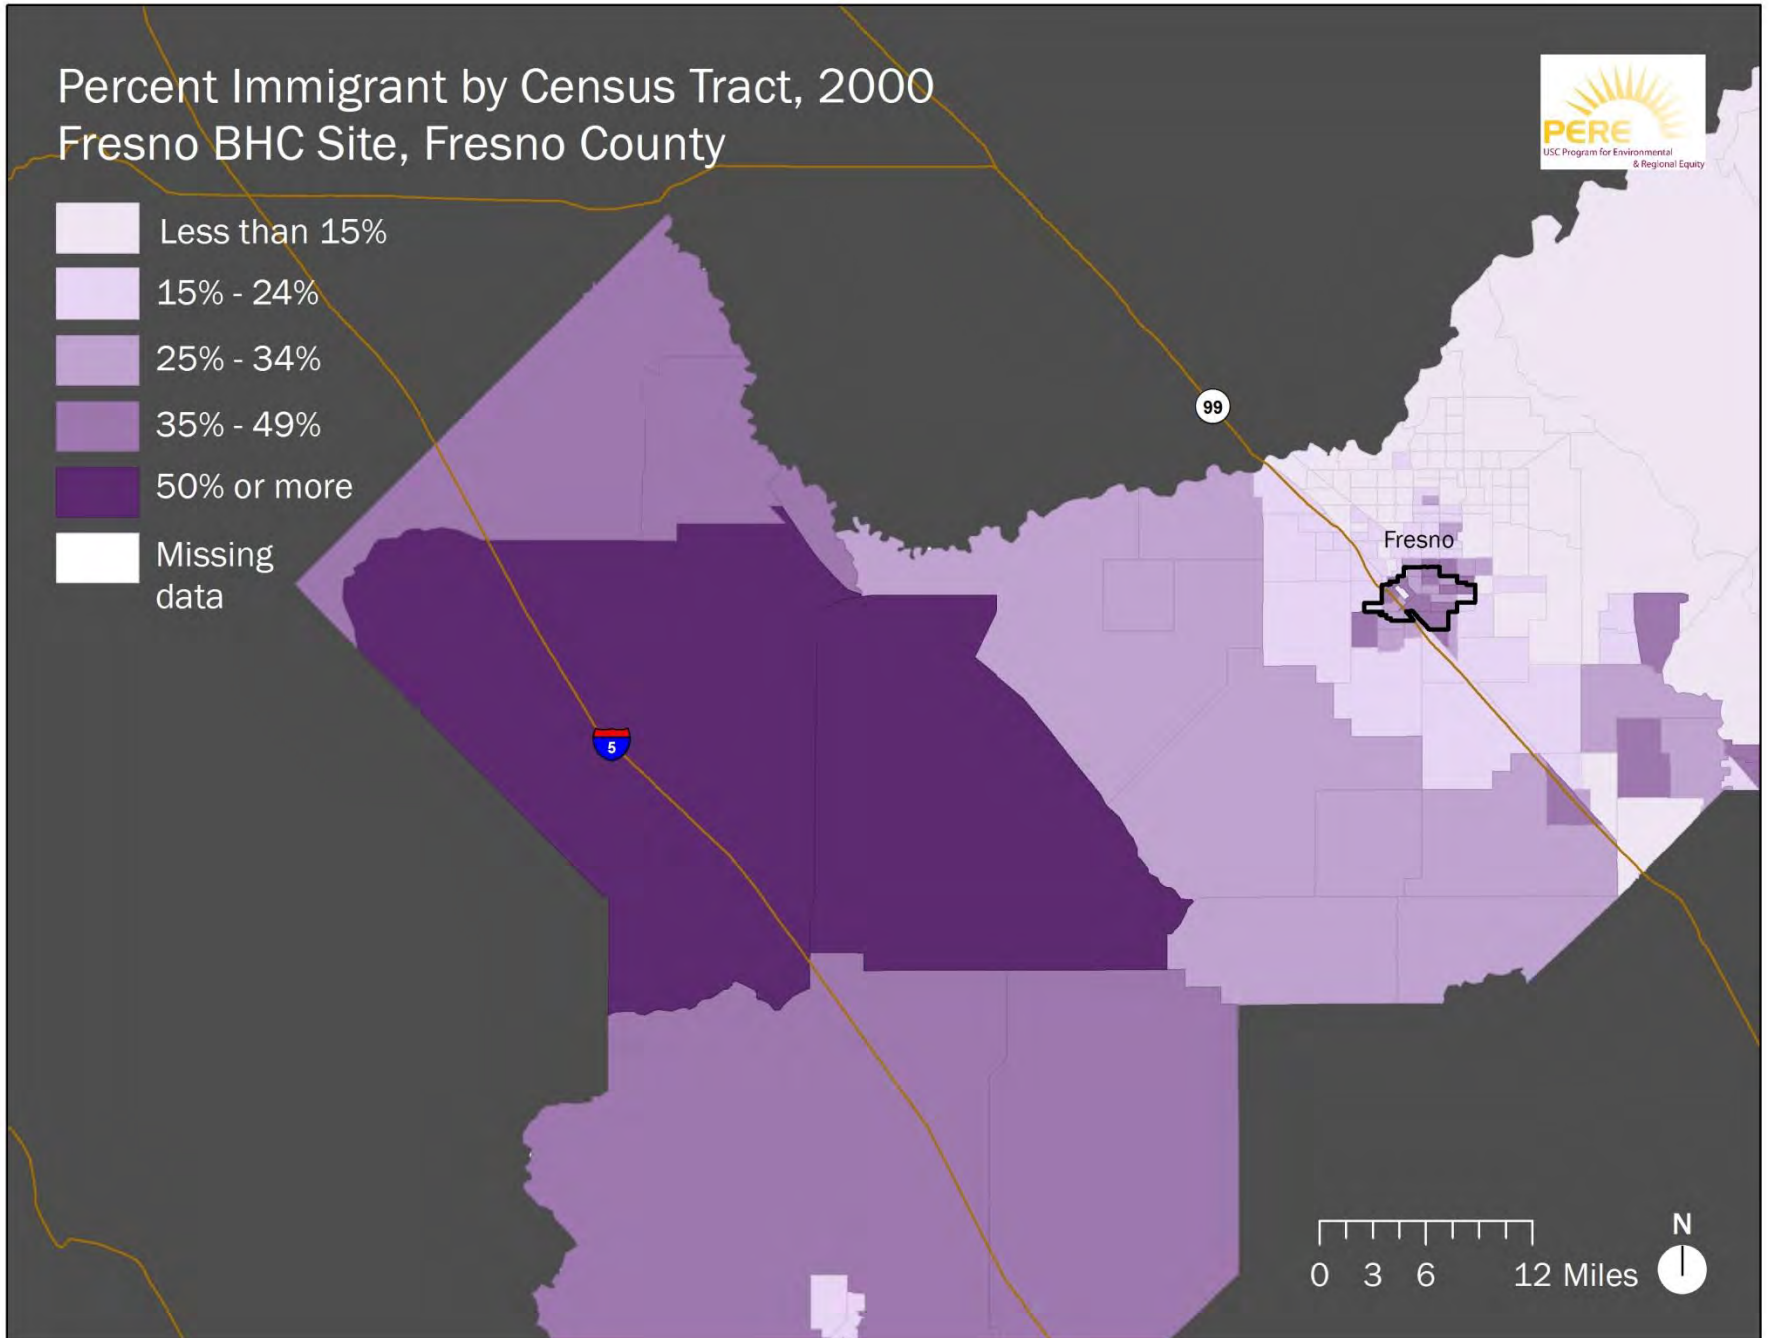 Percent Immigrant by Census Tract, 2000
Fresno BHC Site, Fresno County
PERE
USC Program for Environmental
& Regional Equity
Less than 15%
15% - 24%
25% - 34%
35% - 49%
50% or more
Missing
data
99
Fresno
5
N
0 3 6 12 Miles